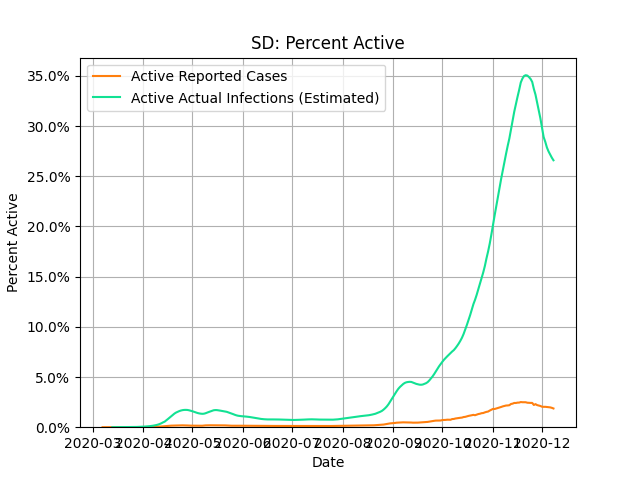 SD: Percent Active
Active Reported Cases
Active Actual Infections (Estimated)
35.0%
30.0%
25.0%
20.0%
15.0%
10.0%
5.0%
0.0%
Percent Active
2020-03 2020-04 2020-05 2020-06 2020-07 2020-08 2020-09 2020-10 2020-11 2020-12
Date